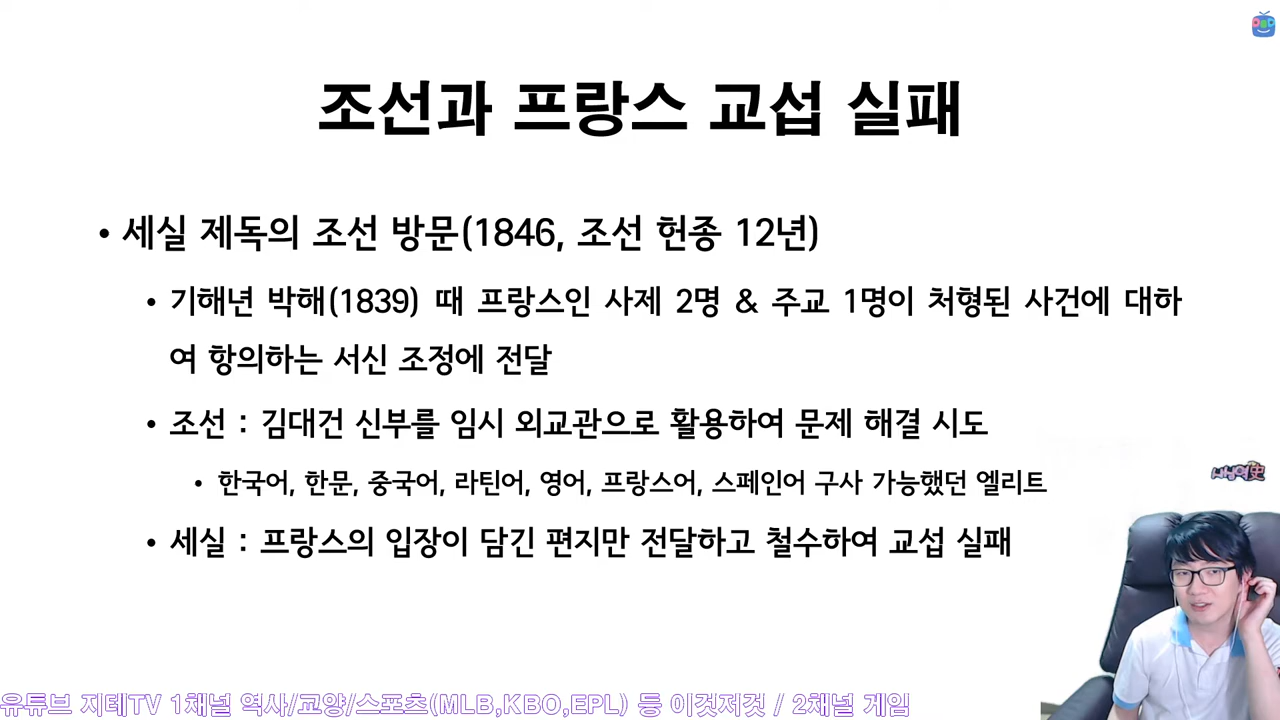 조선과 프랑스 교섭 실패
• 세실 제독의 조선 방문(1846, 조선 헌종 12년)
• 기해년 박해(1839) 때 프랑스인 사제 2명 & 주교 1명이 처형된 사건에 대하
여 항의하는 서신 조정에 전달
• 조선 : 김대건 신부를 임시 외교관으로 활용하여 문제 해결 시도
• 한국어, 한문, 중국어, 라틴어, 영어, 프랑스어, 스페인어 구사 가능했던 엘리트
• 세실 : 프랑스의 입장이 담긴 편지만 전달하고 철수하여 교섭 실패
유튜브 지테TV 1채널 역사/교양/스포츠(MLB,KBO,EPL) 등 이것저것 / 2채널 게임